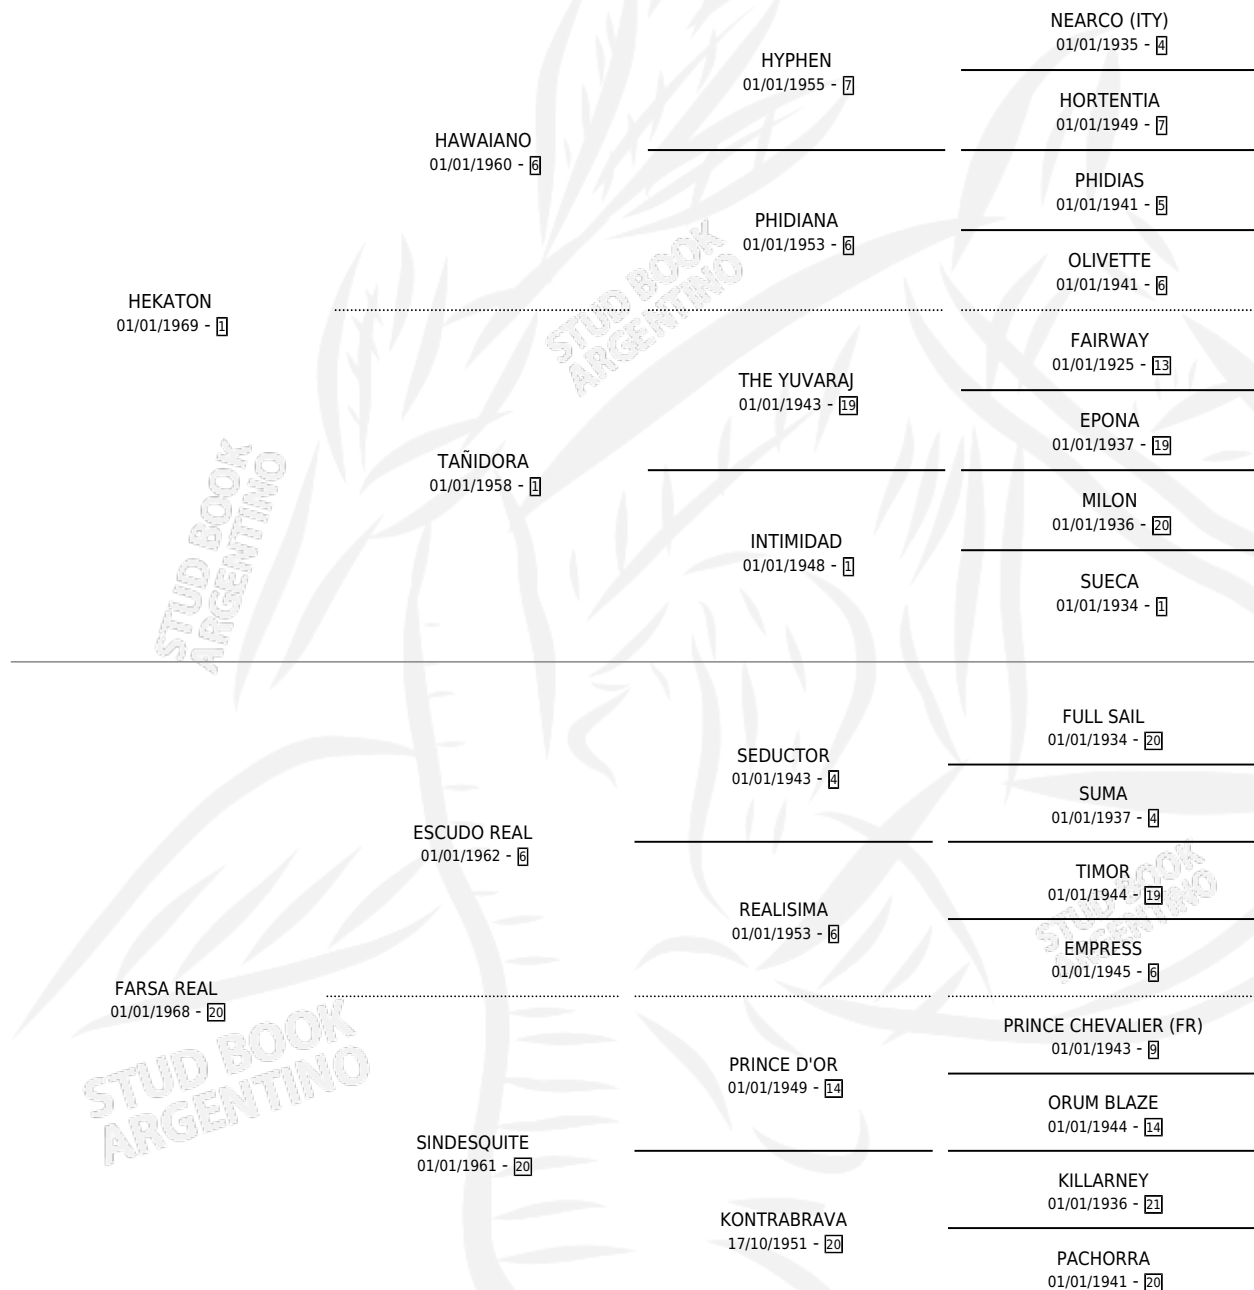 NEARCO (ITY)
01/01/1935 - 4
HYPHEN
01/01/1955 - 7
HORTENTIA
01/01/1949 - 7
HAWAIANO
01/01/1960 - 6
PHIDIAS
01/01/1941 - 5
PHIDIANA
01/01/1953 - 6
OLIVETTE
01/01/1941 - 6
HEKATON
01/01/1969 - 1
FAIRWAY
01/01/1925 - 13
THE YUVARAJ
01/01/1943 - 19
EPONA
01/01/1937 - 19
TAÑIDORA
01/01/1958 - 1
MILON
01/01/1936 - 20
INTIMIDAD
01/01/1948 - 1
SUECA
01/01/1934 - 1
FULL SAIL
01/01/1934 - 20
SEDUCTOR
01/01/1943 - 4
SUMA
01/01/1937 - 4
ESCUDO REAL
01/01/1962 - 6
TIMOR
01/01/1944 - 19
REALISIMA
01/01/1953 - 6
EMPRESS
01/01/1945 - 6
FARSA REAL
01/01/1968 - 20
PRINCE CHEVALIER (FR)
01/01/1943 - 9
PRINCE D'OR
01/01/1949 - 14
ORUM BLAZE
01/01/1944 - 14
SINDESQUITE
01/01/1961 - 20
KILLARNEY
01/01/1936 - 21
KONTRABRAVA
17/10/1951 - 20
PACHORRA
01/01/1941 - 20
STUD BOOK
ARGENTINO
STUD BOOK
ARGENTINO
STUD BOOK
ARGENTINO
STUD BOOK
ARGENTINO